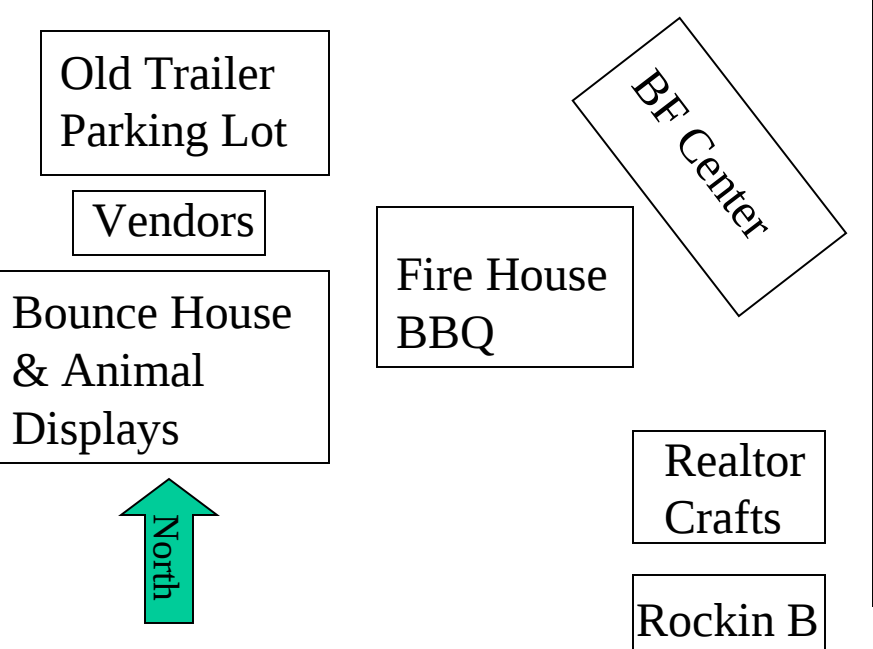 Old Trailer
Parking Lot
BF Center
Vendors
Fire House
BBQ
Bounce House
& Animal
Displays
Realtor
Crafts
North
Rockin B